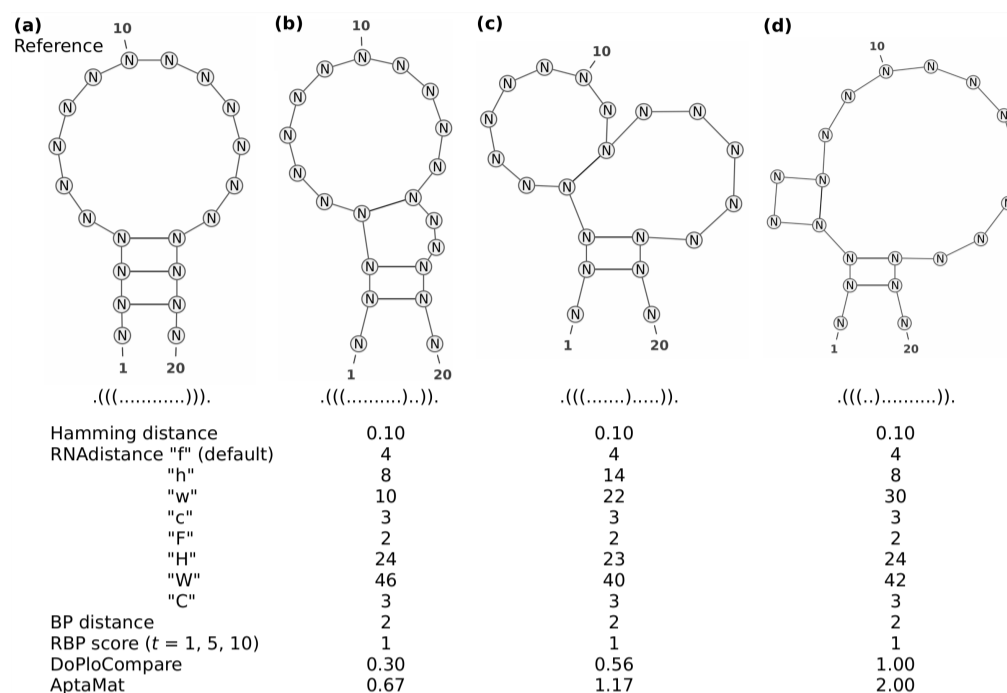 (a)
Reference
10
N N N N N N N N N N N N N N N N N N N N
1 20
.(((............))).
(b)
10
N N N N N N N N N N N N N N N N N N N N
1 20
.(((..........)..)).
(c)
10
N N N N N N N N N N N N N N N N N N N N
1 20
.(((.......).....)).
(d)
10
N N N N N N N N N N N N N N N N N
1 20
.(((..)..........)).
Hamming distance 0.10 0.10 0.10
RNAdistance "f" (default) 4 4 4
"h" 8 14 8
"w" 10 22 30
"c" 3 3 3
"F" 2 2 2
"H" 24 23 24
"W" 46 40 42
"C" 3 3 3
BP distance 2 2 2
RBP score (t = 1, 5, 10) 1 1 1
DoPloCompare 0.30 0.56 1.00
AptaMat 0.67 1.17 2.00